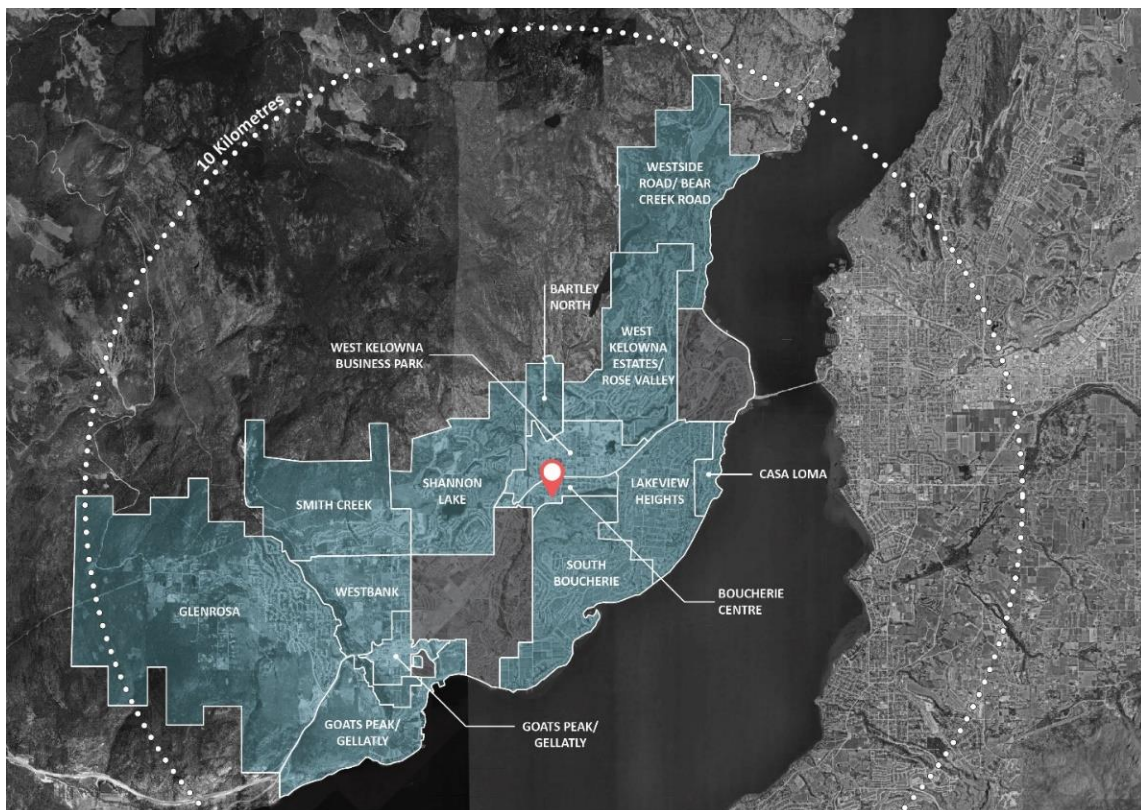 10 Kilometres
WESTSIDE
ROAD/ BEAR
CREEK ROAD
BARTLEY
NORTH
WEST KELOWNA
BUSINESS PARK
WEST
KELOWNA
ESTATES/
ROSE VALLEY
SHANNON
LAKE
LAKEVIEW
HEIGHTS
CASA LOMA
SMITH CREEK
SOUTH
BOUCHERIE
WESTBANK
BOUCHERIE
CENTRE
GLENROSA
GOATS PEAK/
GELLATLY
GOATS PEAK/
GELLATLY